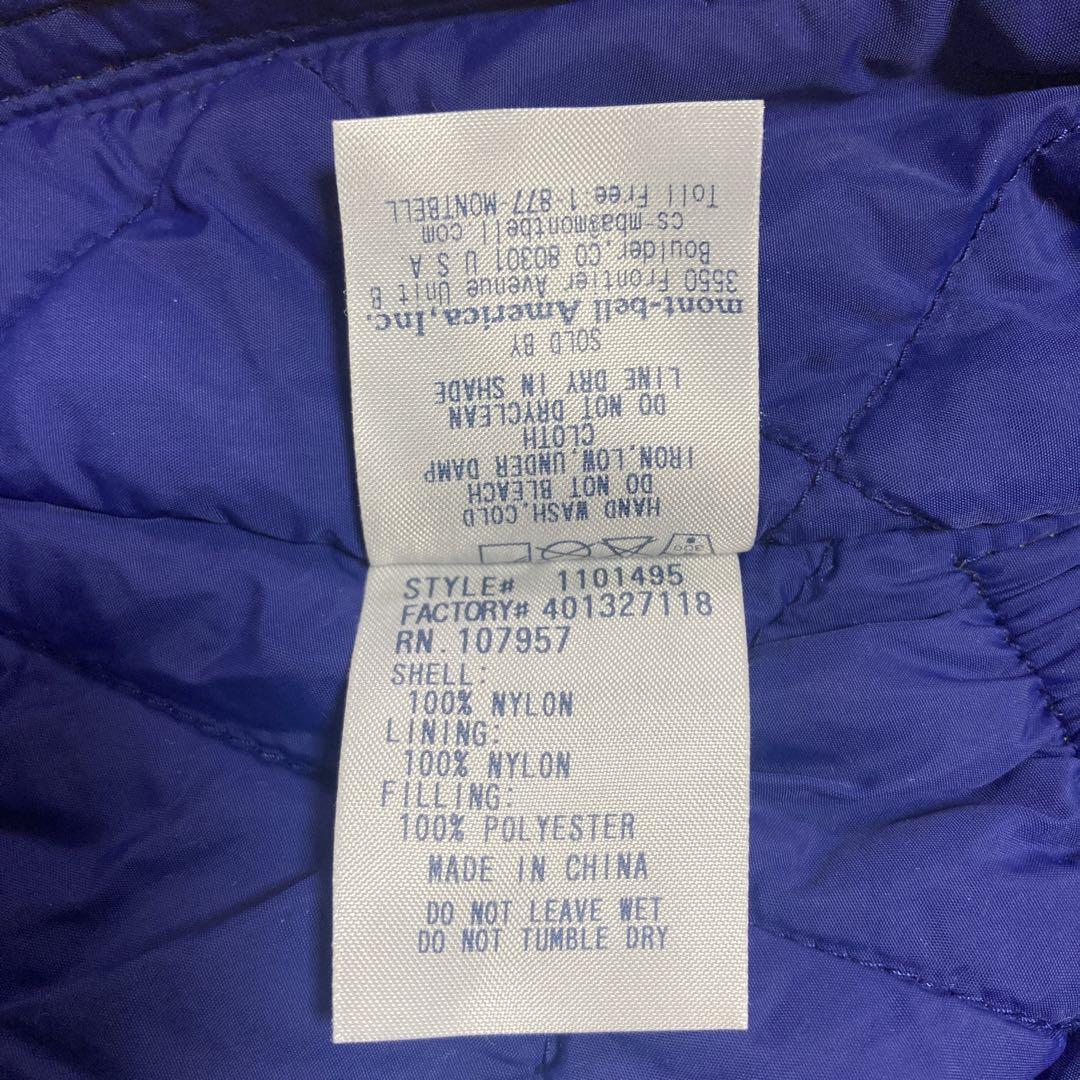 STYLE# 1101495
FACTORY# 401327118
RN.107957
SHELL:
100% NYLON
LINING:
100% NYLON
FILLING:
100% POLYESTER
MADE IN CHINA
DO NOT LEAVE WET
DO NOT TUMBLE DRY
HAND WASH,COLD
DO NOT BLEACH
IRON,LOW,UNDER DAMP
CLOTH
DO NOT DRYCLEAN
LINE DRY IN SHADE
SOLD BY
mont-bell America,Inc.
3550 Frontier Avenue Unit B
Boulder,CO 80301 U S A
cs-mba@montbell.com
Toll Free:1 877 MONTBELL